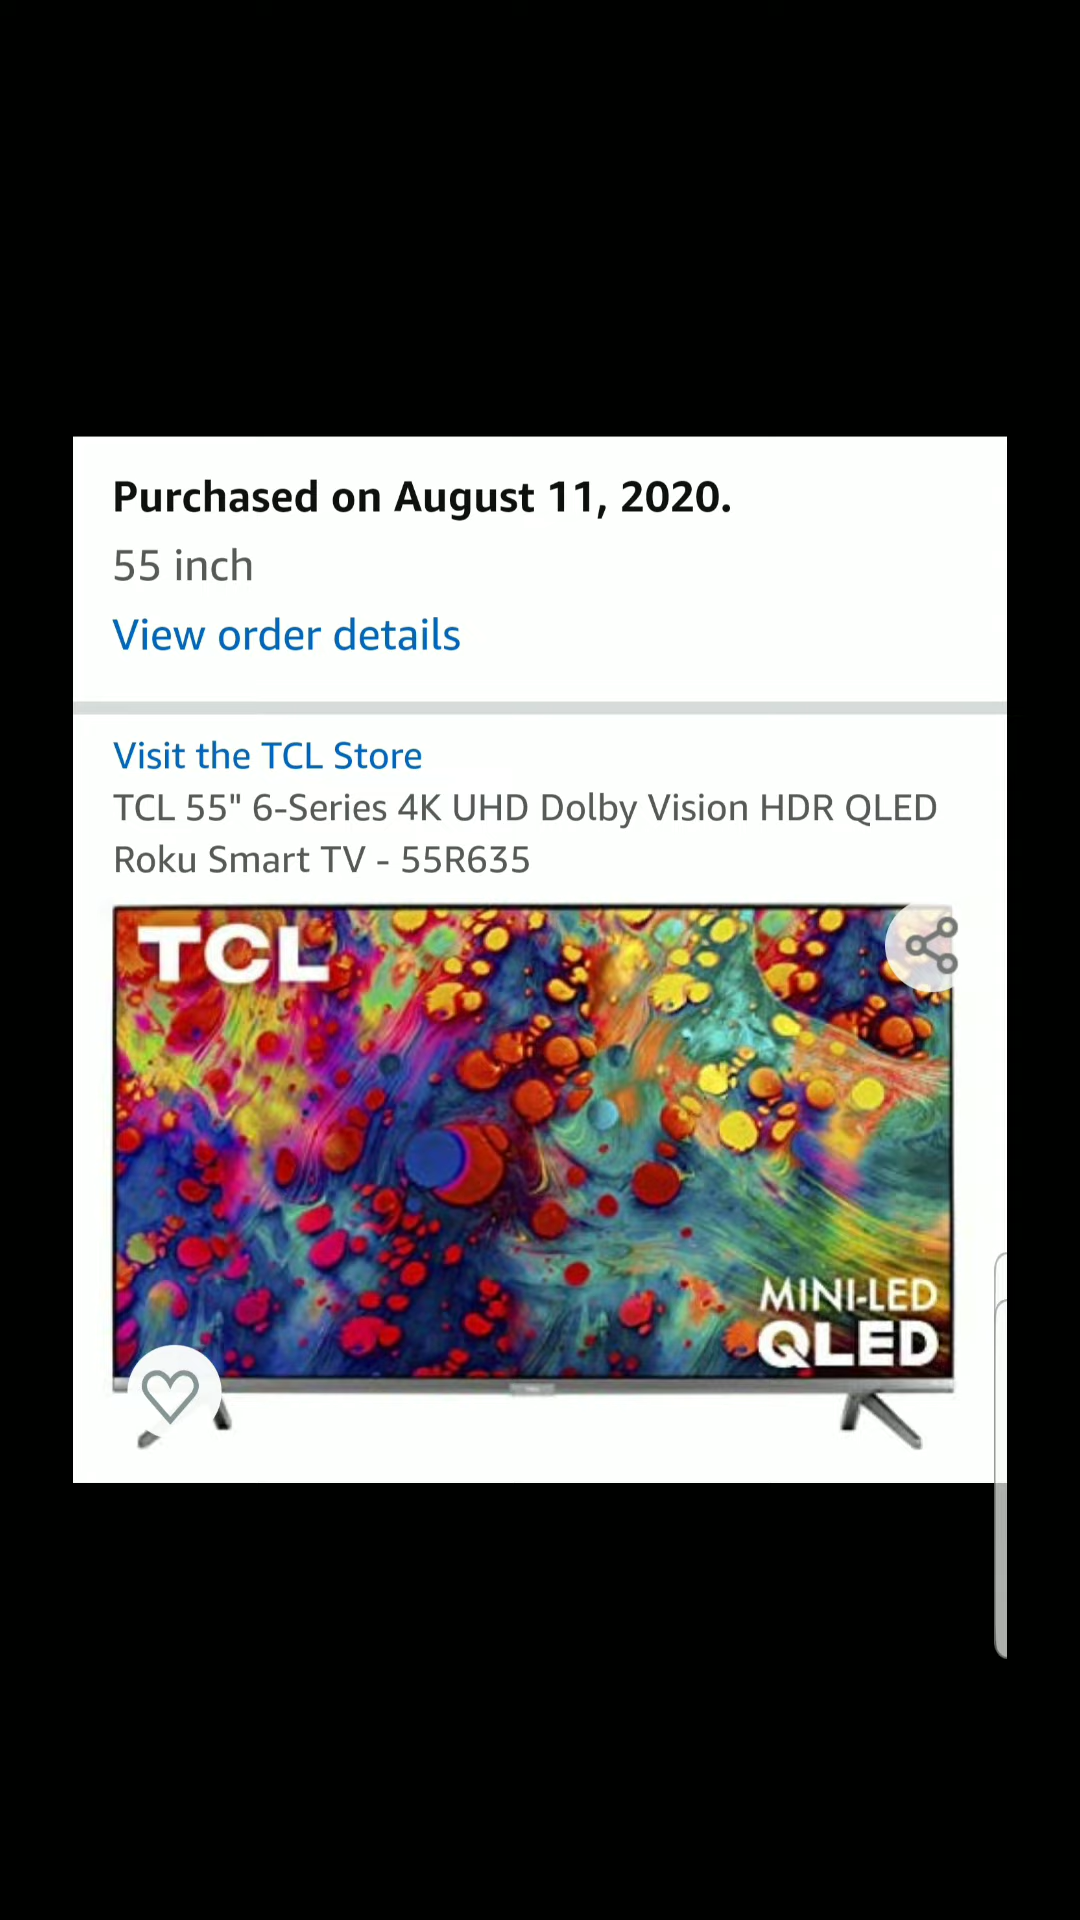 Purchased on August 11, 2020.
55 inch
View order details
Visit the TCL Store
TCL 55" 6-Series 4K UHD Dolby Vision HDR QLED
Roku Smart TV - 55R635
TCL
MINI-LED
QLED